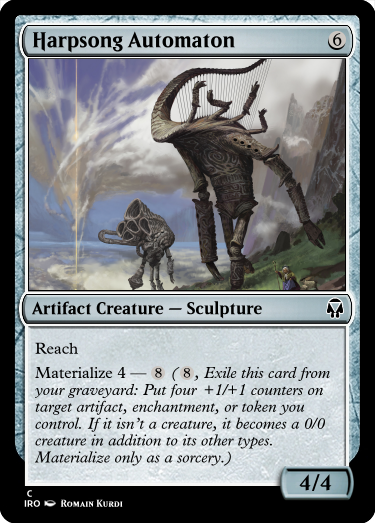 Harpsong Automaton 6
Artifact Creature — Sculpture
Reach
Materialize 4 — 8 ( 8 , Exile this card from
your graveyard: Put four +1/+1 counters on
target artifact, enchantment, or token you
control. If it isn't a creature, it becomes a 0/0
creature in addition to its other types.
Materialize only as a sorcery.)
4/4
C
IRO Romain Kurdi